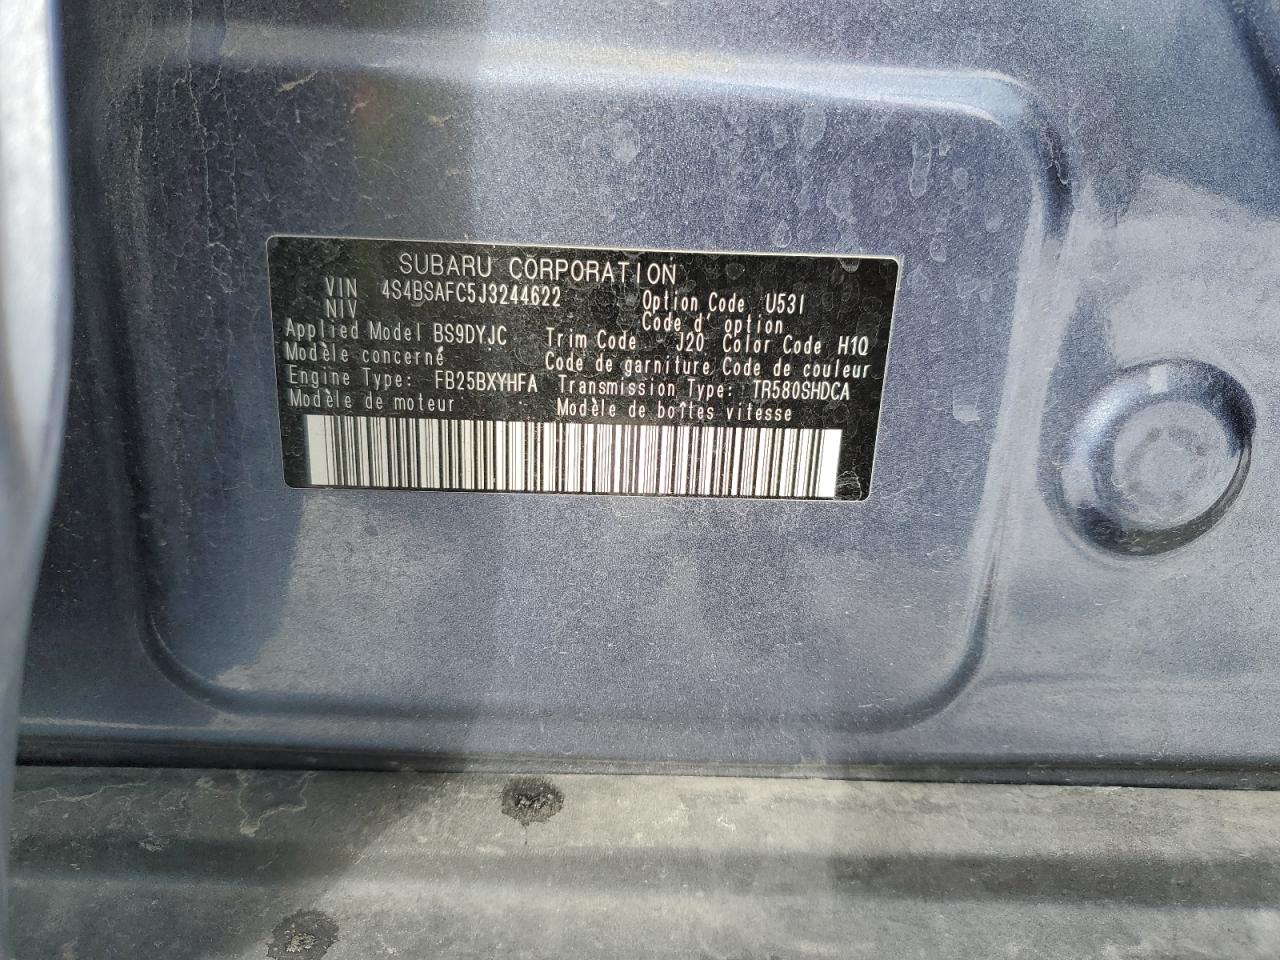 SUBARU CORPORATION
VIN 4S4BSAFC5J3244622 Option Code U53I
NIV Code d' option
Applied Model BS9DYJC Trim Code J20 Color Code H1Q
Modèle concerné Code de garniture Code de couleur
Engine Type: FB25BXYHFA Transmission Type: TR580SHDCA
Modèle de moteur Modèle de boîtes vitesse